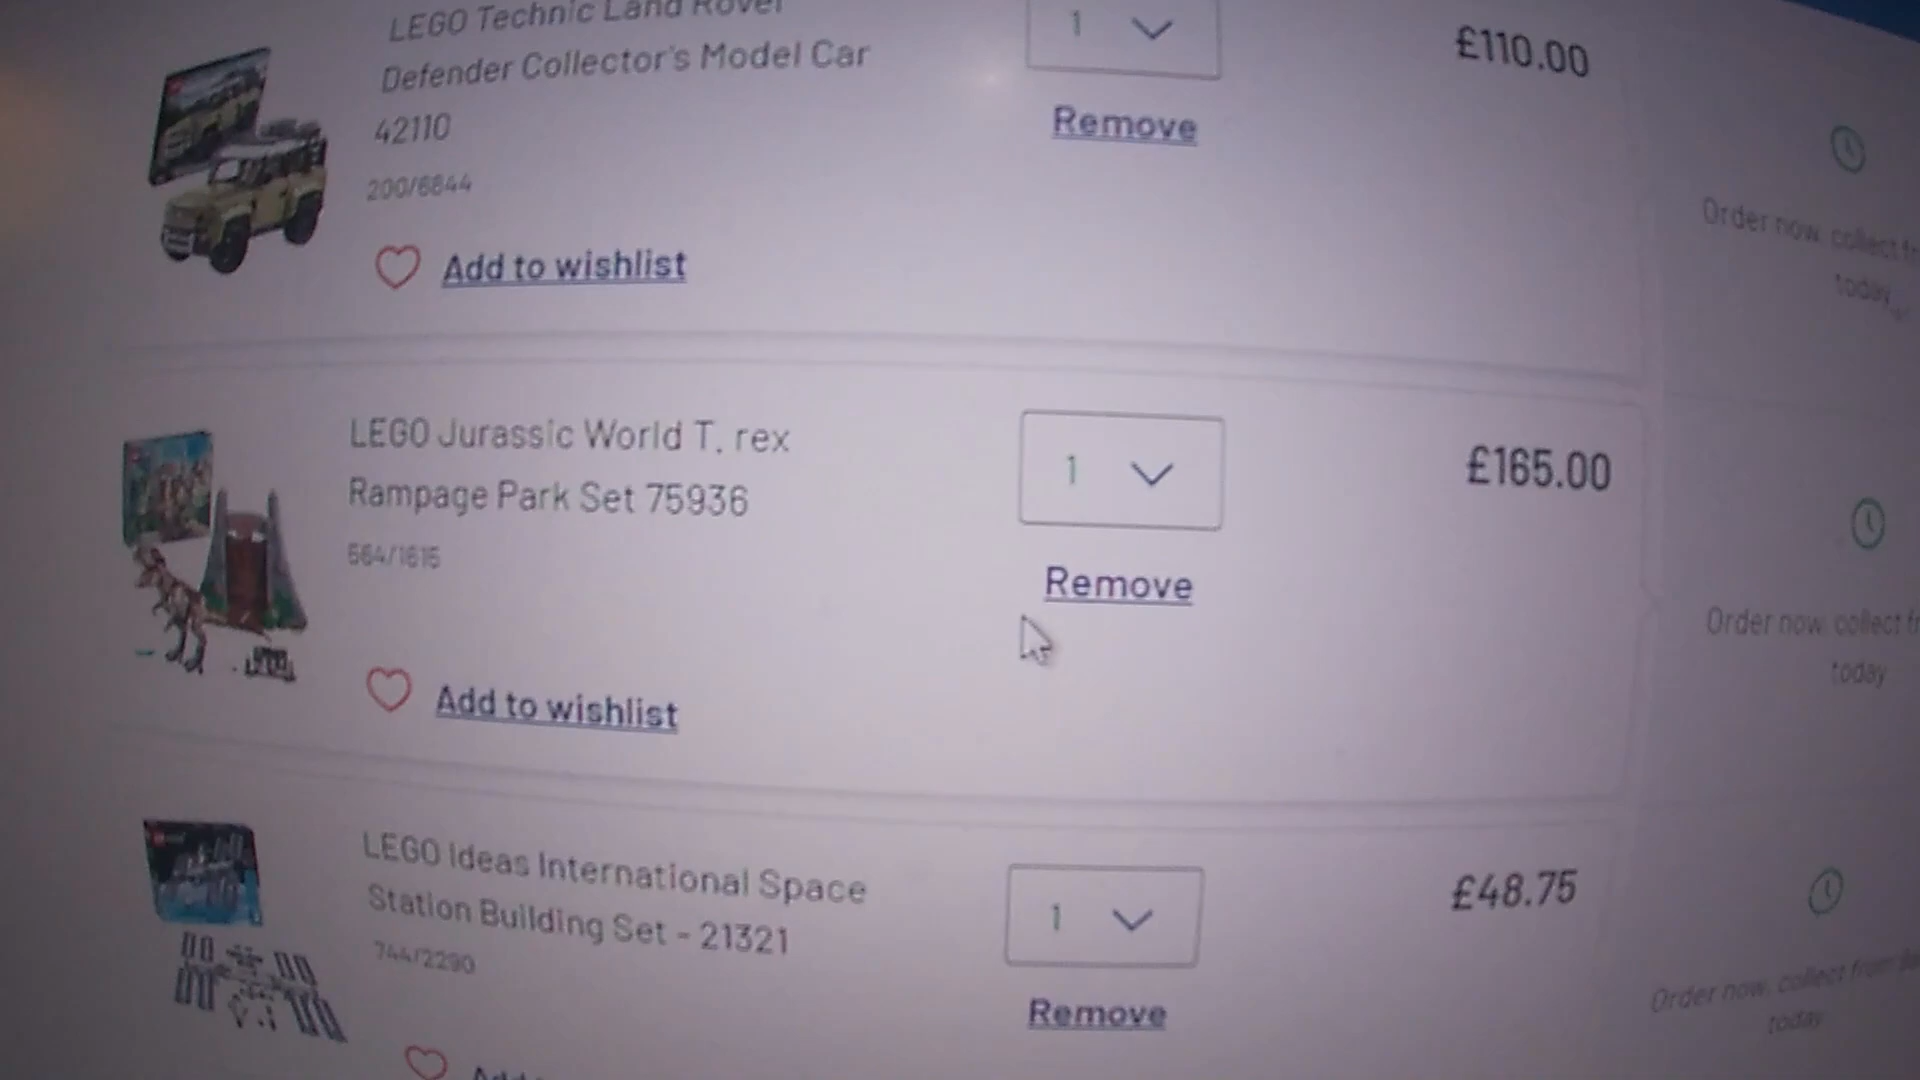 LEGO Technic Land Rover
Defender Collector's Model Car
42110
200/6844
Add to wishlist
1
Remove
£110.00
Order now, collect
today
LEGO Jurassic World T. rex
Rampage Park Set 75936
564/1615
Add to wishlist
1
Remove
£165.00
Order now, collect
today
LEGO Ideas International Space
Station Building Set - 21321
744/2290
1
Remove
£48.75
Order now, collect from
today